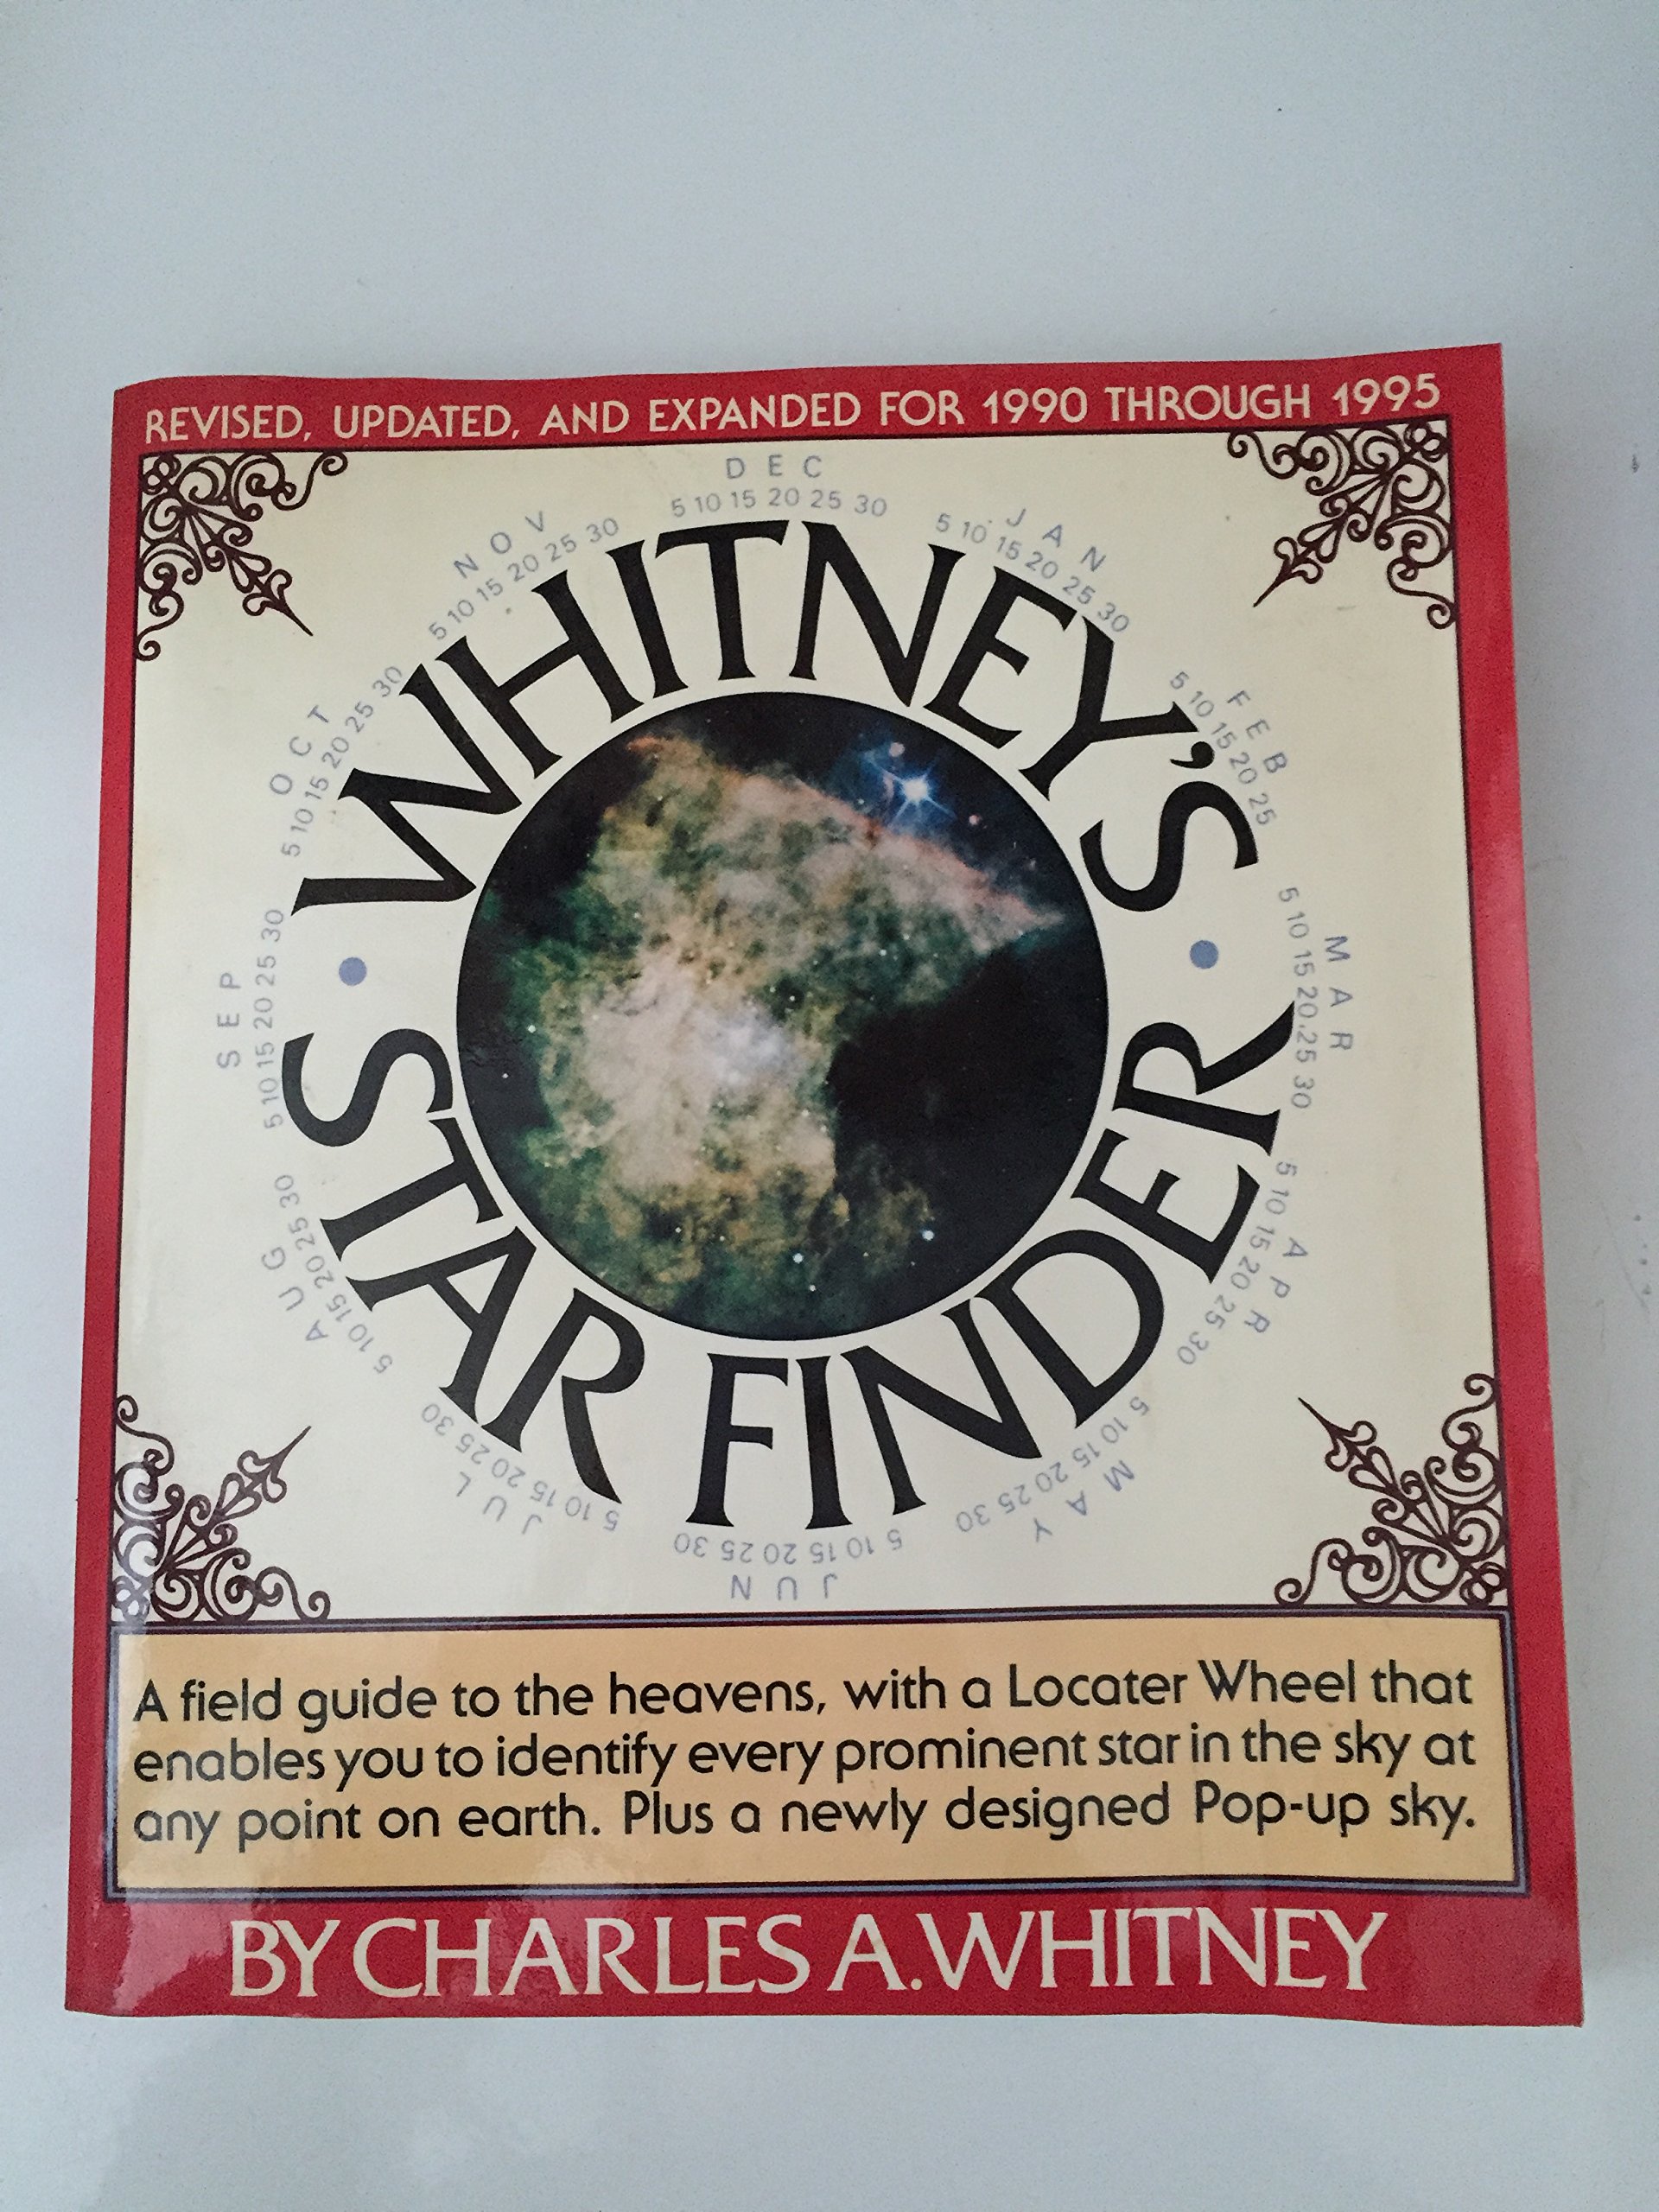 REVISED, UPDATED, AND EXPANDED FOR 1990 THROUGH 1995
DEC
5 10 15 20 25 30
JAN
5 10 15 20 25 30
FEB
5 10 15 20 25
MAR
5 10 15 20 25 30
APR
5 10 15 20 25 30
MAY
5 10 15 20 25 30
JUN
5 10 15 20 25 30
JUL
5 10 15 20 25 30
AUG
5 10 15 20 25 30
SEP
5 10 15 20 25 30
OCT
5 10 15 20 25 30
NOV
5 10 15 20 25 30
WHITNEY'S
• STAR FINDER •
A field guide to the heavens, with a Locater Wheel that
enables you to identify every prominent star in the sky at
any point on earth. Plus a newly designed Pop-up sky.
BY CHARLES A. WHITNEY